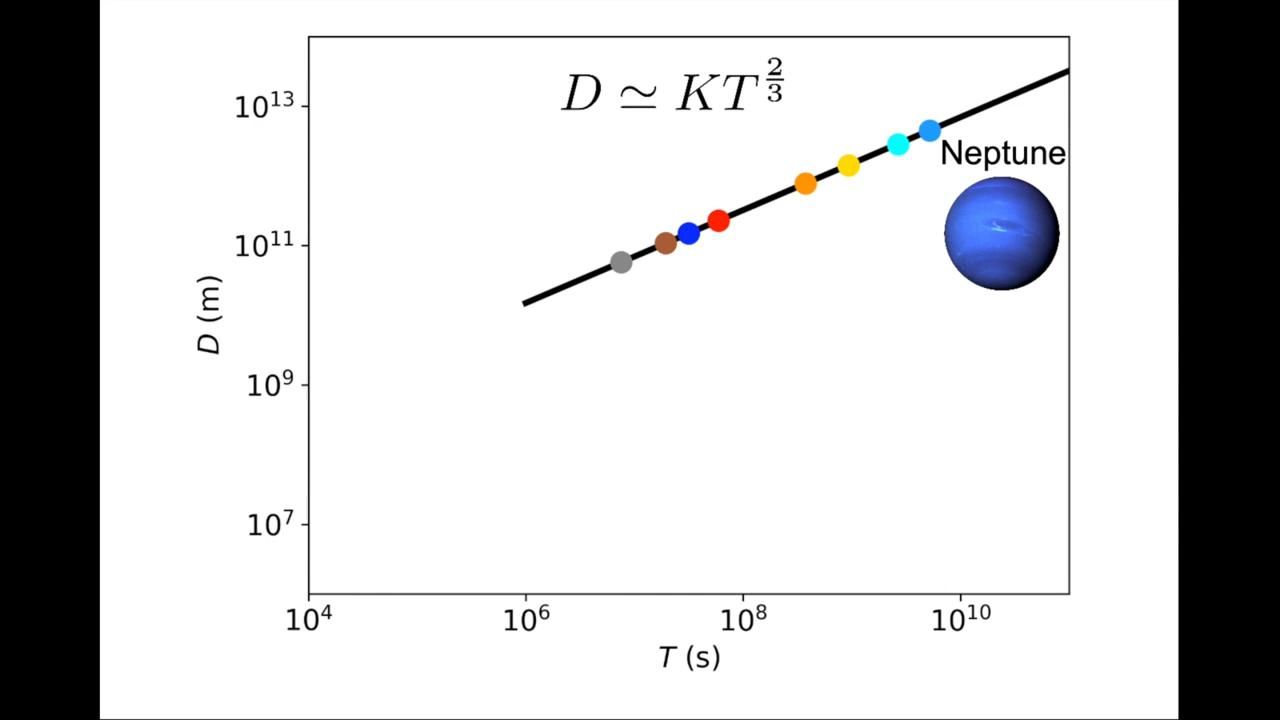 D ≃ KT^{2/3}
10^{13}
Neptune
10^{11}
D (m)
10^{9}
10^{7}
10^{4} 10^{6} 10^{8} 10^{10}
T (s)